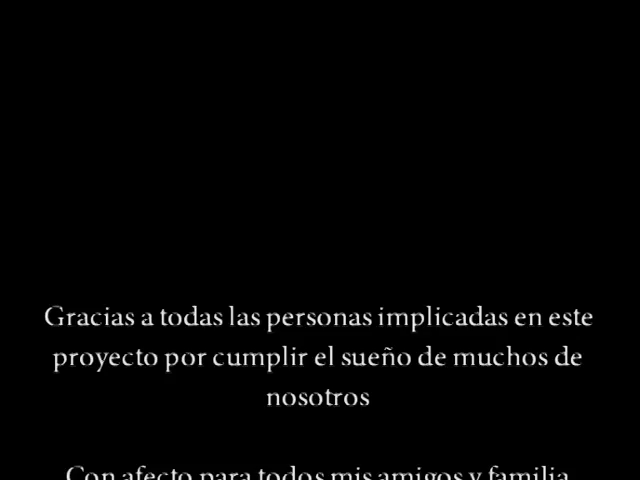 Gracias a todas las personas implicadas en este
proyecto por cumplir el sueño de muchos de
nosotros
Con afecto para todos mis amigos y familia